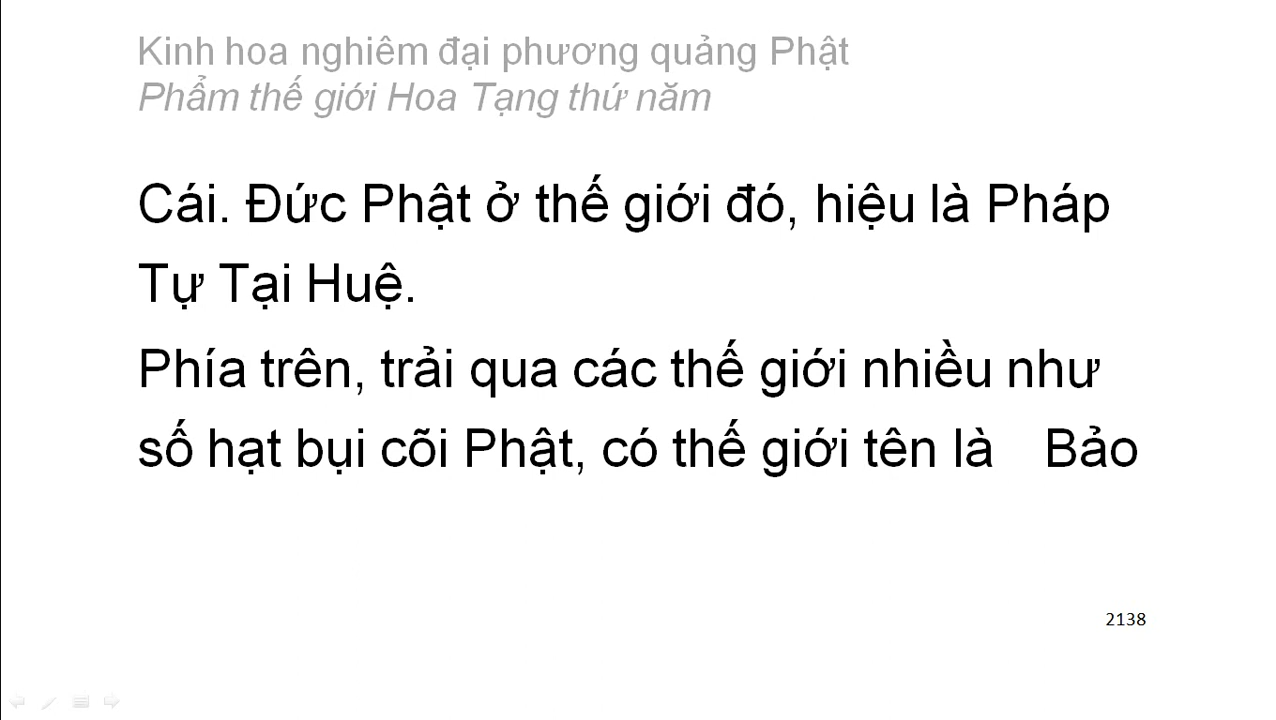 Kinh hoa nghiêm đại phương quảng Phật
Phẩm thế giới Hoa Tạng thứ năm
Cái. Đức Phật ở thế giới đó, hiệu là Pháp
Tự Tại Huệ.
Phía trên, trải qua các thế giới nhiều như
số hạt bụi cõi Phật, có thế giới tên là Bảo
2138